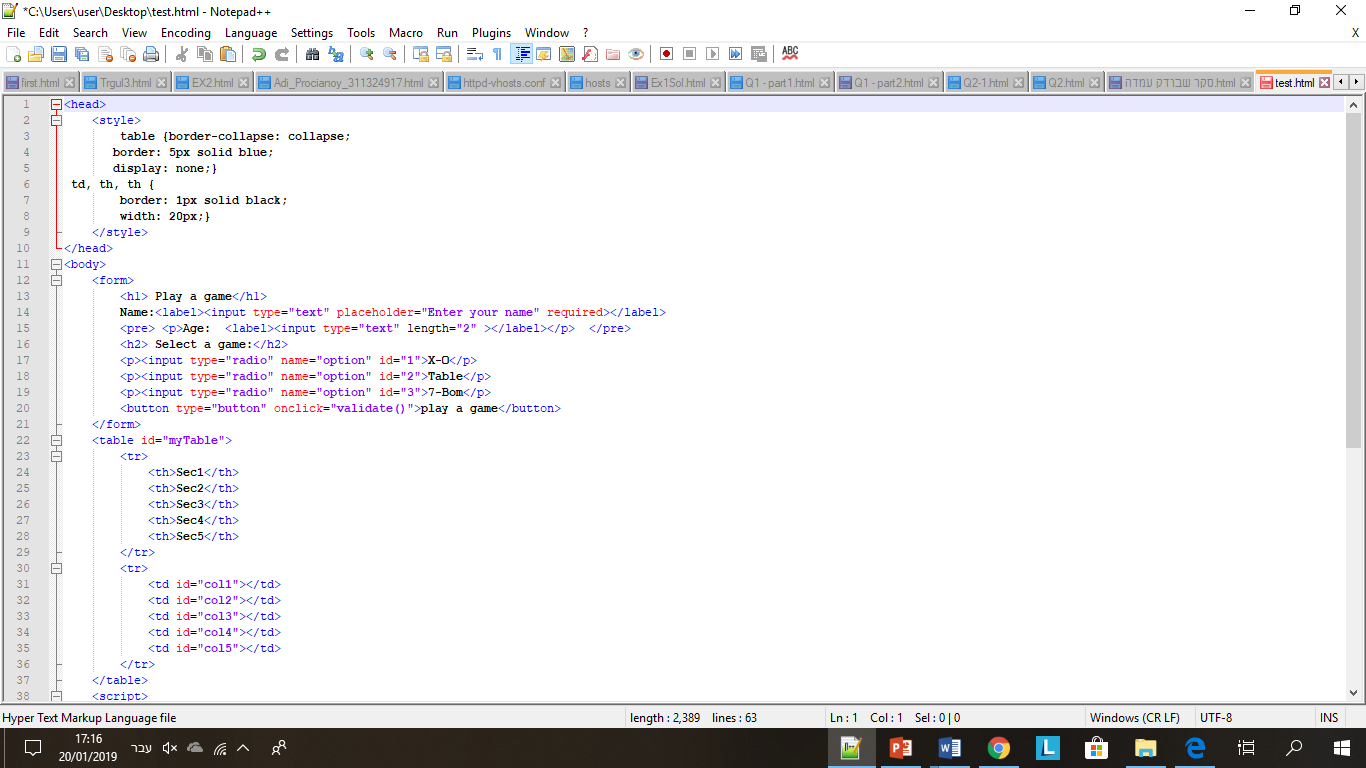 *C:\Users\user\Desktop\test.html - Notepad++
File Edit Search View Encoding Language Settings Tools Macro Run Plugins Window ? X
first.html Trgul3.html EX2.html Adi_Procianoy_311324917.html httpd-vhosts.conf hosts Ex1Sol.html Q1 - part1.html Q1 - part2.html Q2-1.html Q2.html סקר שברדק עמדה.html test.html
1 <head>
2 <style>
3 table {border-collapse: collapse;
4 border: 5px solid blue;
5 display: none;}
6 td, th, th {
7 border: 1px solid black;
8 width: 20px;}
9 </style>
10 </head>
11 <body>
12 <form>
13 <h1> Play a game</h1>
14 Name:<label><input type="text" placeholder="Enter your name" required></label>
15 <pre> <p>Age:  <label><input type="text" length="2" ></label></p>  </pre>
16 <h2> Select a game:</h2>
17 <p><input type="radio" name="option" id="1">X-O</p>
18 <p><input type="radio" name="option" id="2">Table</p>
19 <p><input type="radio" name="option" id="3">7-Bom</p>
20 <button type="button" onclick="validate()">play a game</button>
21 </form>
22 <table id="myTable">
23 <tr>
24 <th>Sec1</th>
25 <th>Sec2</th>
26 <th>Sec3</th>
27 <th>Sec4</th>
28 <th>Sec5</th>
29 </tr>
30 <tr>
31 <td id="col1"></td>
32 <td id="col2"></td>
33 <td id="col3"></td>
34 <td id="col4"></td>
35 <td id="col5"></td>
36 </tr>
37 </table>
38 <script>
Hyper Text Markup Language file length : 2,389 lines : 63 Ln : 1 Col : 1 Sel : 0 | 0 Windows (CR LF) UTF-8 INS
17:16
עבר
20/01/2019